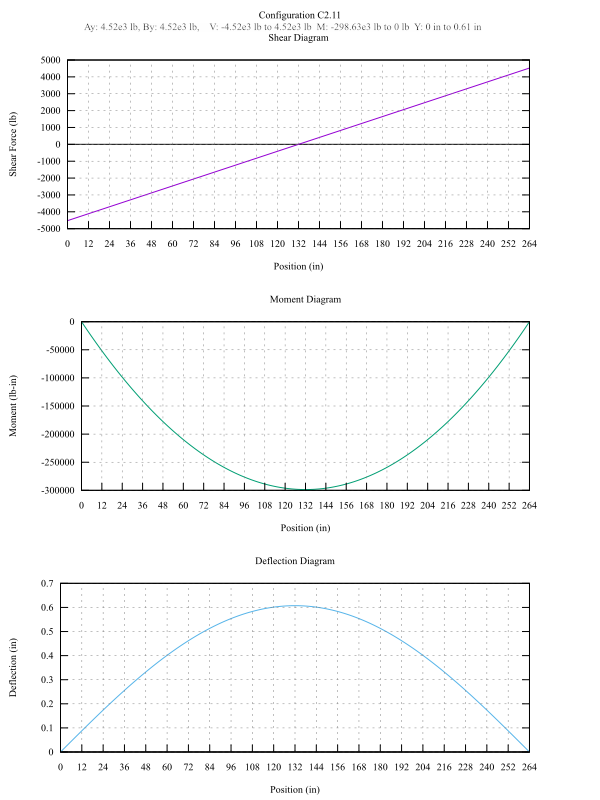 Configuration C2.11
Ay: 4.52e3 lb, By: 4.52e3 lb, V: -4.52e3 lb to 4.52e3 lb M: -298.63e3 lb to 0 lb Y: 0 in to 0.61 in
Shear Diagram
5000
4000
3000
2000
1000
0
-1000
-2000
-3000
-4000
-5000
Shear Force (lb)
0 12 24 36 48 60 72 84 96 108 120 132 144 156 168 180 192 204 216 228 240 252 264
Position (in)
Moment Diagram
0
-50000
-100000
-150000
-200000
-250000
-300000
Moment (lb-in)
0 12 24 36 48 60 72 84 96 108 120 132 144 156 168 180 192 204 216 228 240 252 264
Position (in)
Deflection Diagram
0.7
0.6
0.5
0.4
0.3
0.2
0.1
0
Deflection (in)
0 12 24 36 48 60 72 84 96 108 120 132 144 156 168 180 192 204 216 228 240 252 264
Position (in)